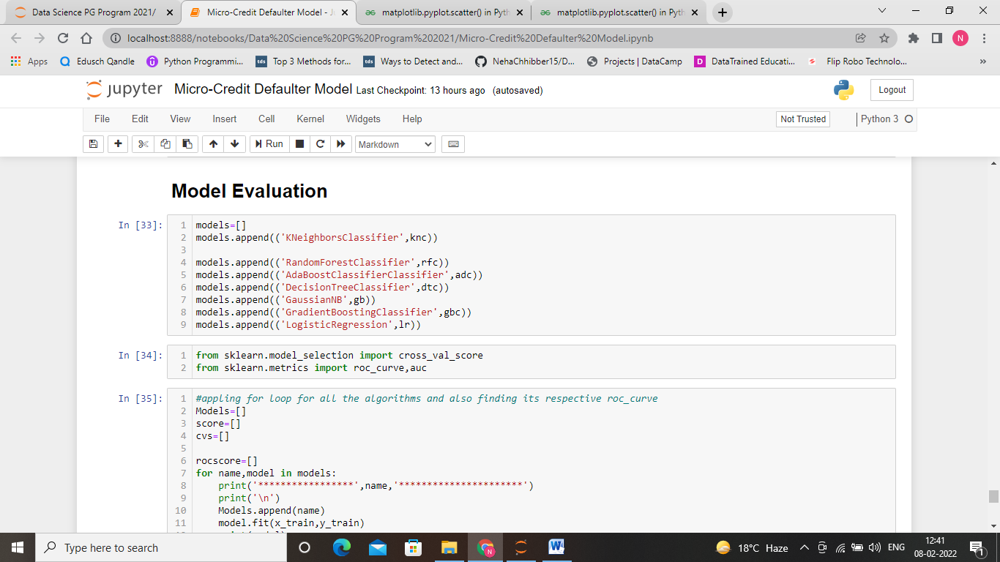 Data Science PG Program 2021/
Micro-Credit Defaulter Model - J
matplotlib.pyplot.scatter() in Pyth
matplotlib.pyplot.scatter() in Pyth
localhost:8888/notebooks/Data%20Science%20PG%20Program%202021/Micro-Credit%20Defaulter%20Model.ipynb
N
Apps
Edusch Qandle
Python Programmi...
tds
Top 3 Methods for...
tds
Ways to Detect and...
NehaChhibber15/D...
Projects | DataCamp
D
DataTrained Educati...
Flip Robo Technolo...
»
jupyter Micro-Credit Defaulter Model Last Checkpoint: 13 hours ago (autosaved)
Logout
File Edit View Insert Cell Kernel Widgets Help
Not Trusted
Python 3
Run
Markdown
Model Evaluation
In [33]:
1 models=[]
2 models.append(('KNeighborsClassifier',knc))
3
4 models.append(('RandomForestClassifier',rfc))
5 models.append(('AdaBoostClassifierClassifier',adc))
6 models.append(('DecisionTreeClassifier',dtc))
7 models.append(('GaussianNB',gb))
8 models.append(('GradientBoostingClassifier',gbc))
9 models.append(('LogisticRegression',lr))
In [34]:
1 from sklearn.model_selection import cross_val_score
2 from sklearn.metrics import roc_curve,auc
In [35]:
1 #appling for loop for all the algorithms and also finding its respective roc_curve
2 Models=[]
3 score=[]
4 cvs=[]
5
6 rocscore=[]
7 for name,model in models:
8 print('*****************',name,'**********************')
9 print('\n')
10 Models.append(name)
11 model.fit(x_train,y_train)
Type here to search
N
W
18°C Haze
ENG
12:41
08-02-2022
1